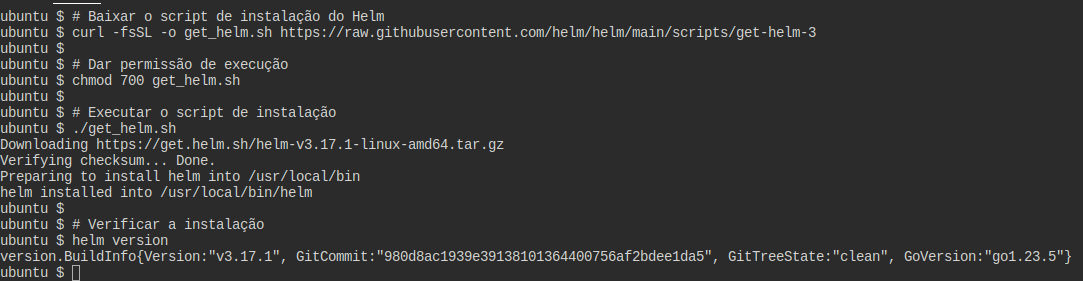 ubuntu $ # Baixar o script de instalação do Helm
ubuntu $ curl -fsSL -o get_helm.sh https://raw.githubusercontent.com/helm/helm/main/scripts/get-helm-3
ubuntu $
ubuntu $ # Dar permissão de execução
ubuntu $ chmod 700 get_helm.sh
ubuntu $
ubuntu $ # Executar o script de instalação
ubuntu $ ./get_helm.sh
Downloading https://get.helm.sh/helm-v3.17.1-linux-amd64.tar.gz
Verifying checksum... Done.
Preparing to install helm into /usr/local/bin
helm installed into /usr/local/bin/helm
ubuntu $
ubuntu $ # Verificar a instalação
ubuntu $ helm version
version.BuildInfo{Version:"v3.17.1", GitCommit:"980d8ac1939e39138101364400756af2bdee1da5", GitTreeState:"clean", GoVersion:"go1.23.5"}
ubuntu $